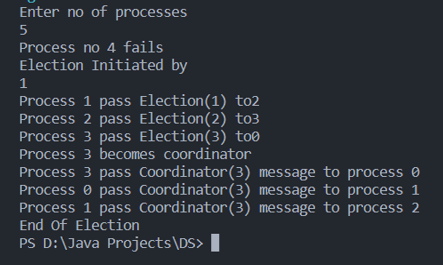 Enter no of processes
5
Process no 4 fails
Election Initiated by
1
Process 1 pass Election(1) to2
Process 2 pass Election(2) to3
Process 3 pass Election(3) to0
Process 3 becomes coordinator
Process 3 pass Coordinator(3) message to process 0
Process 0 pass Coordinator(3) message to process 1
Process 1 pass Coordinator(3) message to process 2
End Of Election
PS D:\Java Projects\DS>